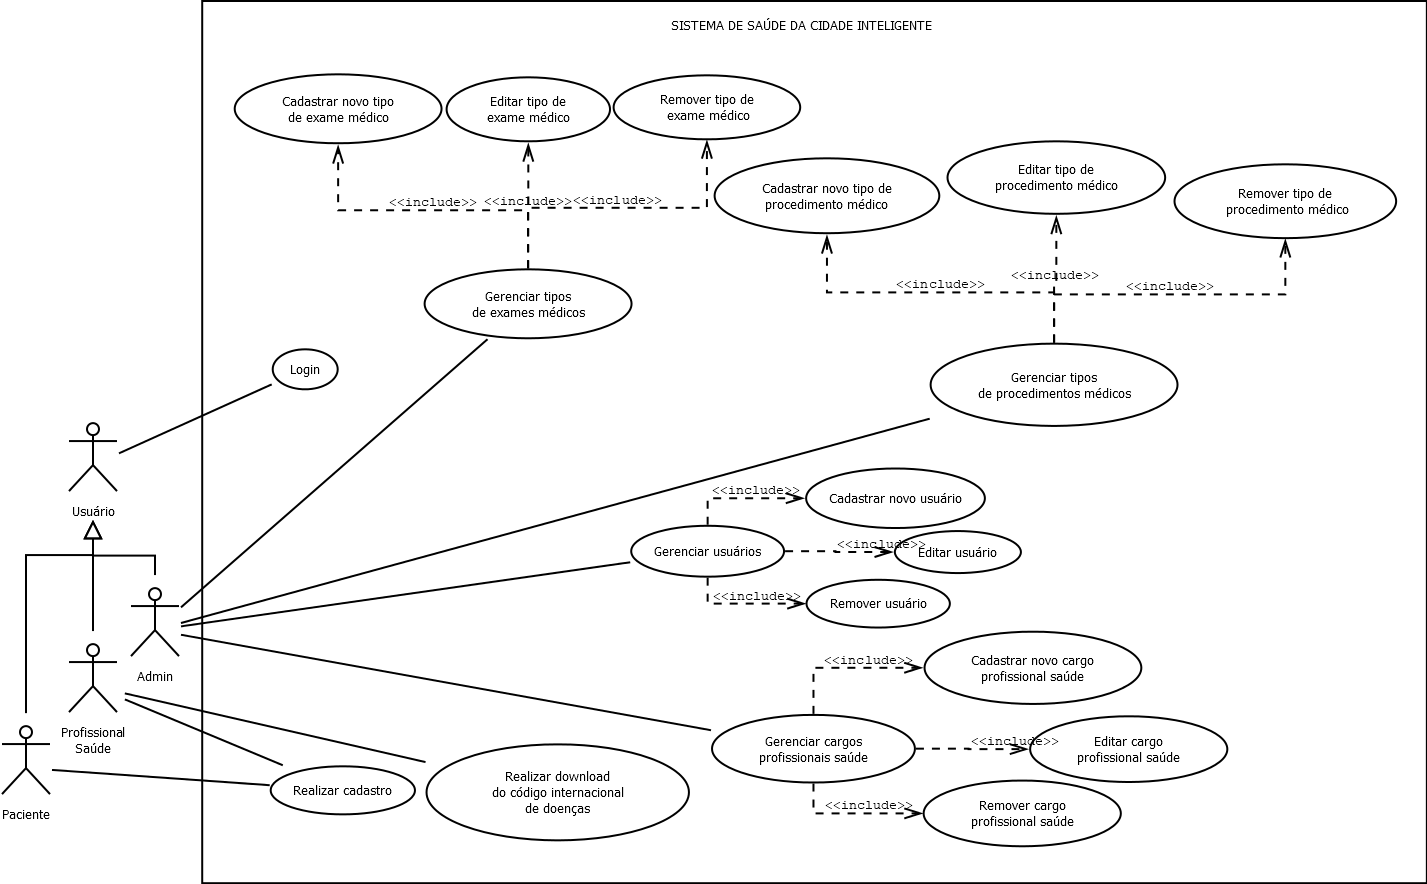 SISTEMA DE SAÚDE DA CIDADE INTELIGENTE
Cadastrar novo tipo
de exame médico
Editar tipo de
exame médico
Remover tipo de
exame médico
<<include>>
<<include>>
<<include>>
Gerenciar tipos
de exames médicos
Cadastrar novo tipo de
procedimento médico
Editar tipo de
procedimento médico
Remover tipo de
procedimento médico
<<include>>
<<include>>
<<include>>
Gerenciar tipos
de procedimentos médicos
Login
Usuário
<<include>>
Cadastrar novo usuário
Gerenciar usuários
<<include>>
Editar usuário
<<include>>
Remover usuário
Admin
Profissional
Saúde
Paciente
<<include>>
Cadastrar novo cargo
profissional saúde
Gerenciar cargos
profissionais saúde
<<include>>
Editar cargo
profissional saúde
<<include>>
Remover cargo
profissional saúde
Realizar cadastro
Realizar download
do código internacional
de doenças